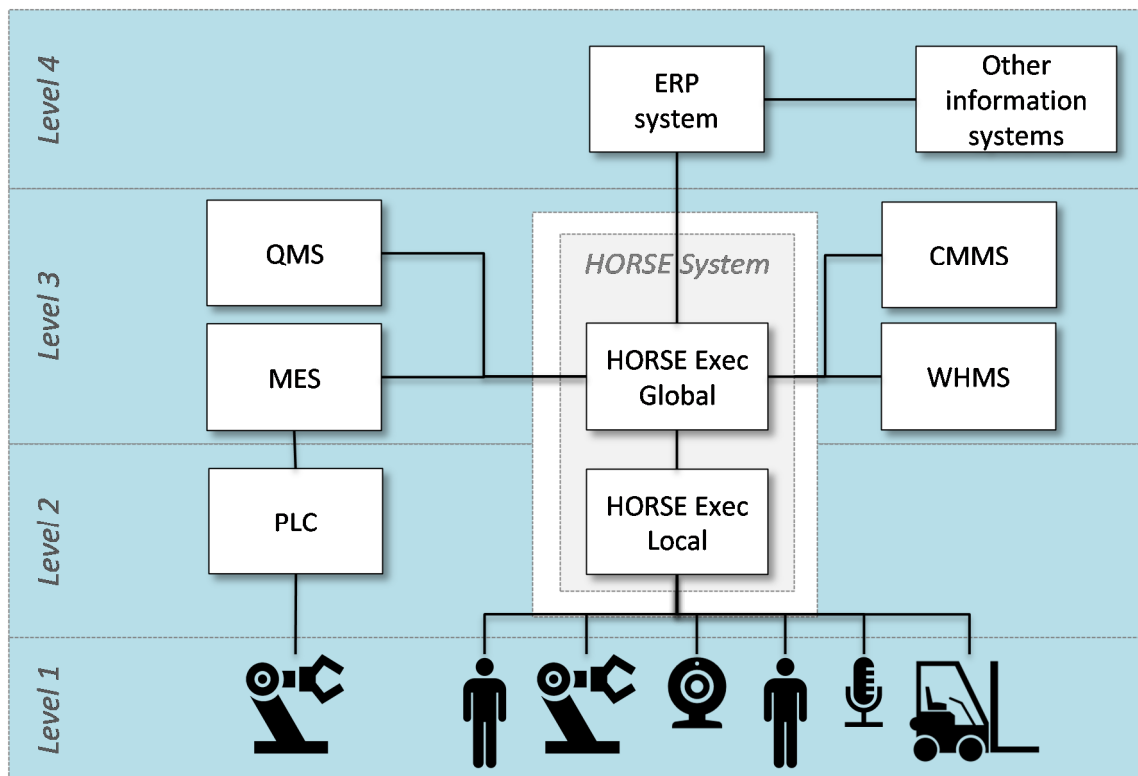 Level 4
ERP
system
Other
information
systems
Level 3
QMS
HORSE System
CMMS
MES
HORSE Exec
Global
WHMS
Level 2
PLC
HORSE Exec
Local
Level 1